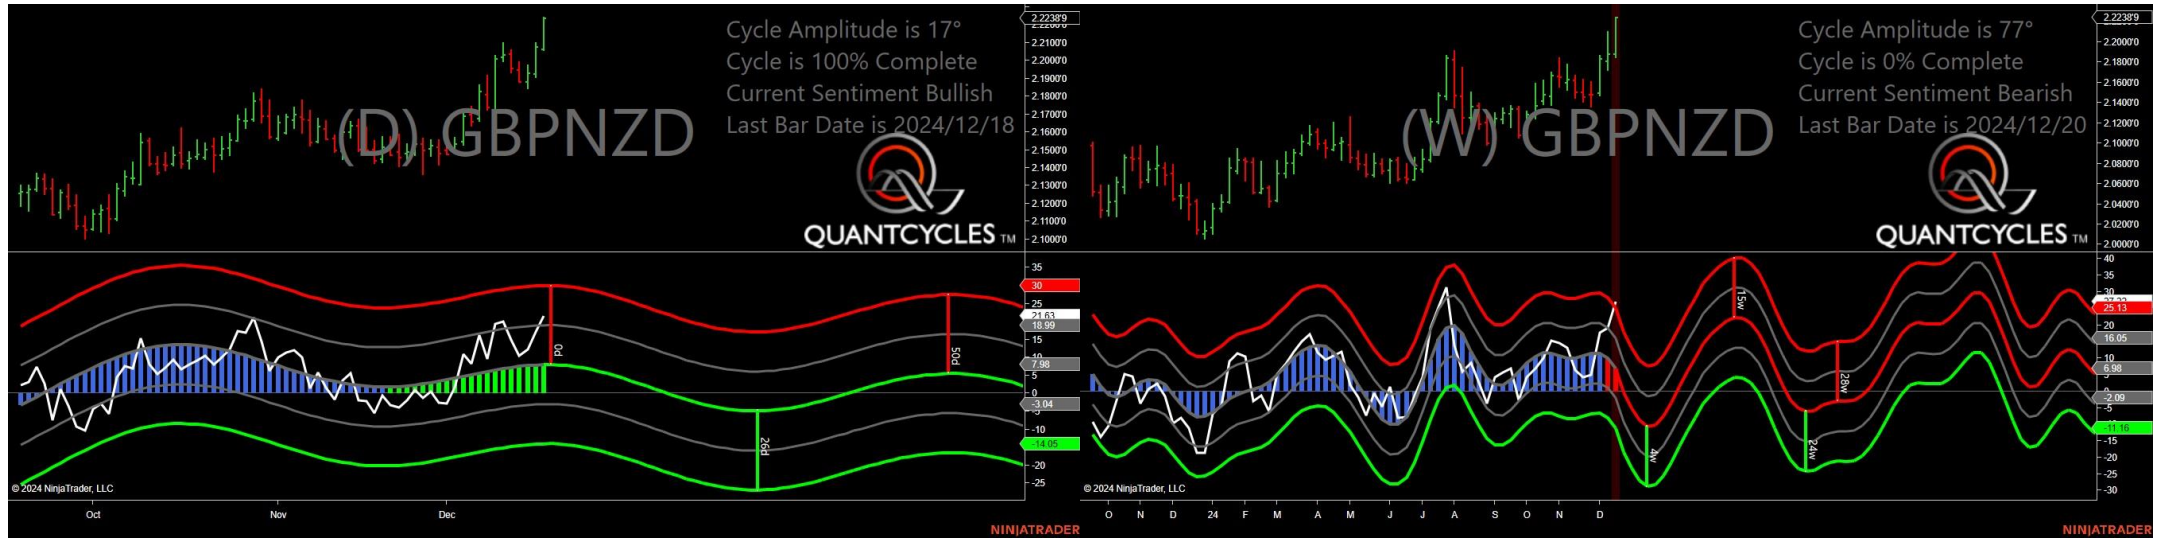 Cycle Amplitude is 17°
Cycle is 100% Complete
Current Sentiment Bullish
Last Bar Date is 2024/12/18
(D) GBPNZD
QUANTCYCLES TM
2.2238'9
2.2100'0
2.2000'0
2.1900'0
2.1800'0
2.1700'0
2.1600'0
2.1500'0
2.1400'0
2.1300'0
2.1200'0
2.1100'0
2.1000'0
35
30
25
21.63
18.99
15
10
7.98
5
0
-3.04
-5
-10
-14.05
-20
-25
0d
50d
26d
© 2024 NinjaTrader, LLC
Oct Nov Dec
NINJATRADER
Cycle Amplitude is 77°
Cycle is 0% Complete
Current Sentiment Bearish
Last Bar Date is 2024/12/20
(W) GBPNZD
QUANTCYCLES TM
2.2238'9
2.2000'0
2.1800'0
2.1600'0
2.1400'0
2.1200'0
2.1000'0
2.0800'0
2.0600'0
2.0400'0
2.0200'0
2.0000'0
40
35
30
25.13
20
16.05
10
6.98
-2.09
-5
-11.16
-15
-20
-25
-30
15w
28w
4w
24w
© 2024 NinjaTrader, LLC
O N D 24 F M A M J J A S O N D
NINJATRADER